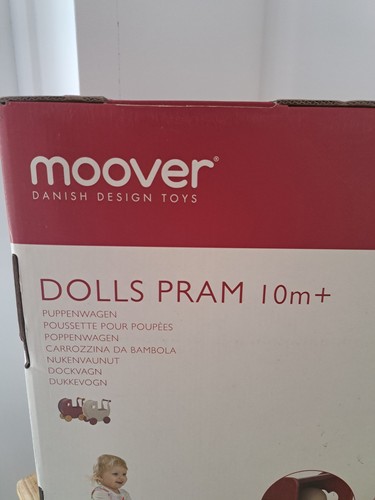 moover®
DANISH DESIGN TOYS
DOLLS PRAM 10m+
PUPPENWAGEN
POUSSETTE POUR POUPÉES
POPPENWAGEN
CARROZZINA DA BAMBOLA
NUKENVAUNUT
DOCKVAGN
DUKKEVOGN